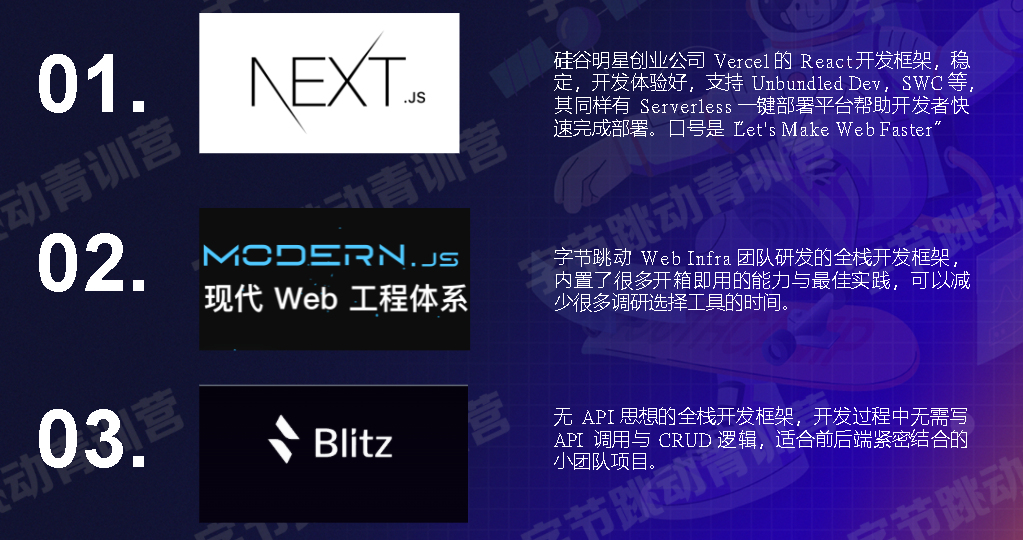 01.
NEXT.JS
硅谷明星创业公司 Vercel 的 React开发框架，稳
定，开发体验好，支持 Unbundled Dev，SWC 等，
其同样有 Serverless 一键部署平台帮助开发者快
速完成部署。口号是 "Let's Make Web Faster"
02.
MODERN.JS
现代 Web 工程体系
字节跳动 Web Infra 团队研发的全栈开发框架，
内置了很多开箱即用的能力与最佳实践，可以减
少很多调研选择工具的时间。
03.
Blitz
无 API 思想的全栈开发框架，开发过程中无需写
API 调用与 CRUD 逻辑，适合前后端紧密结合的
小团队项目。
字节跳动青训营